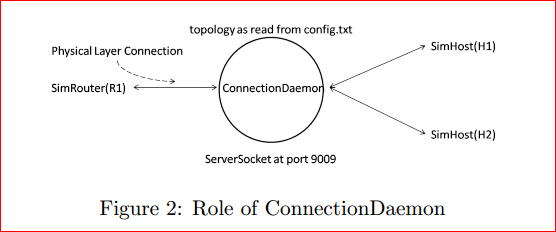 topology as read from config.txt
Physical Layer Connection
SimHost(H1)
SimRouter(R1)
ConnectionDaemon
SimHost(H2)
ServerSocket at port 9009
Figure 2: Role of ConnectionDaemon